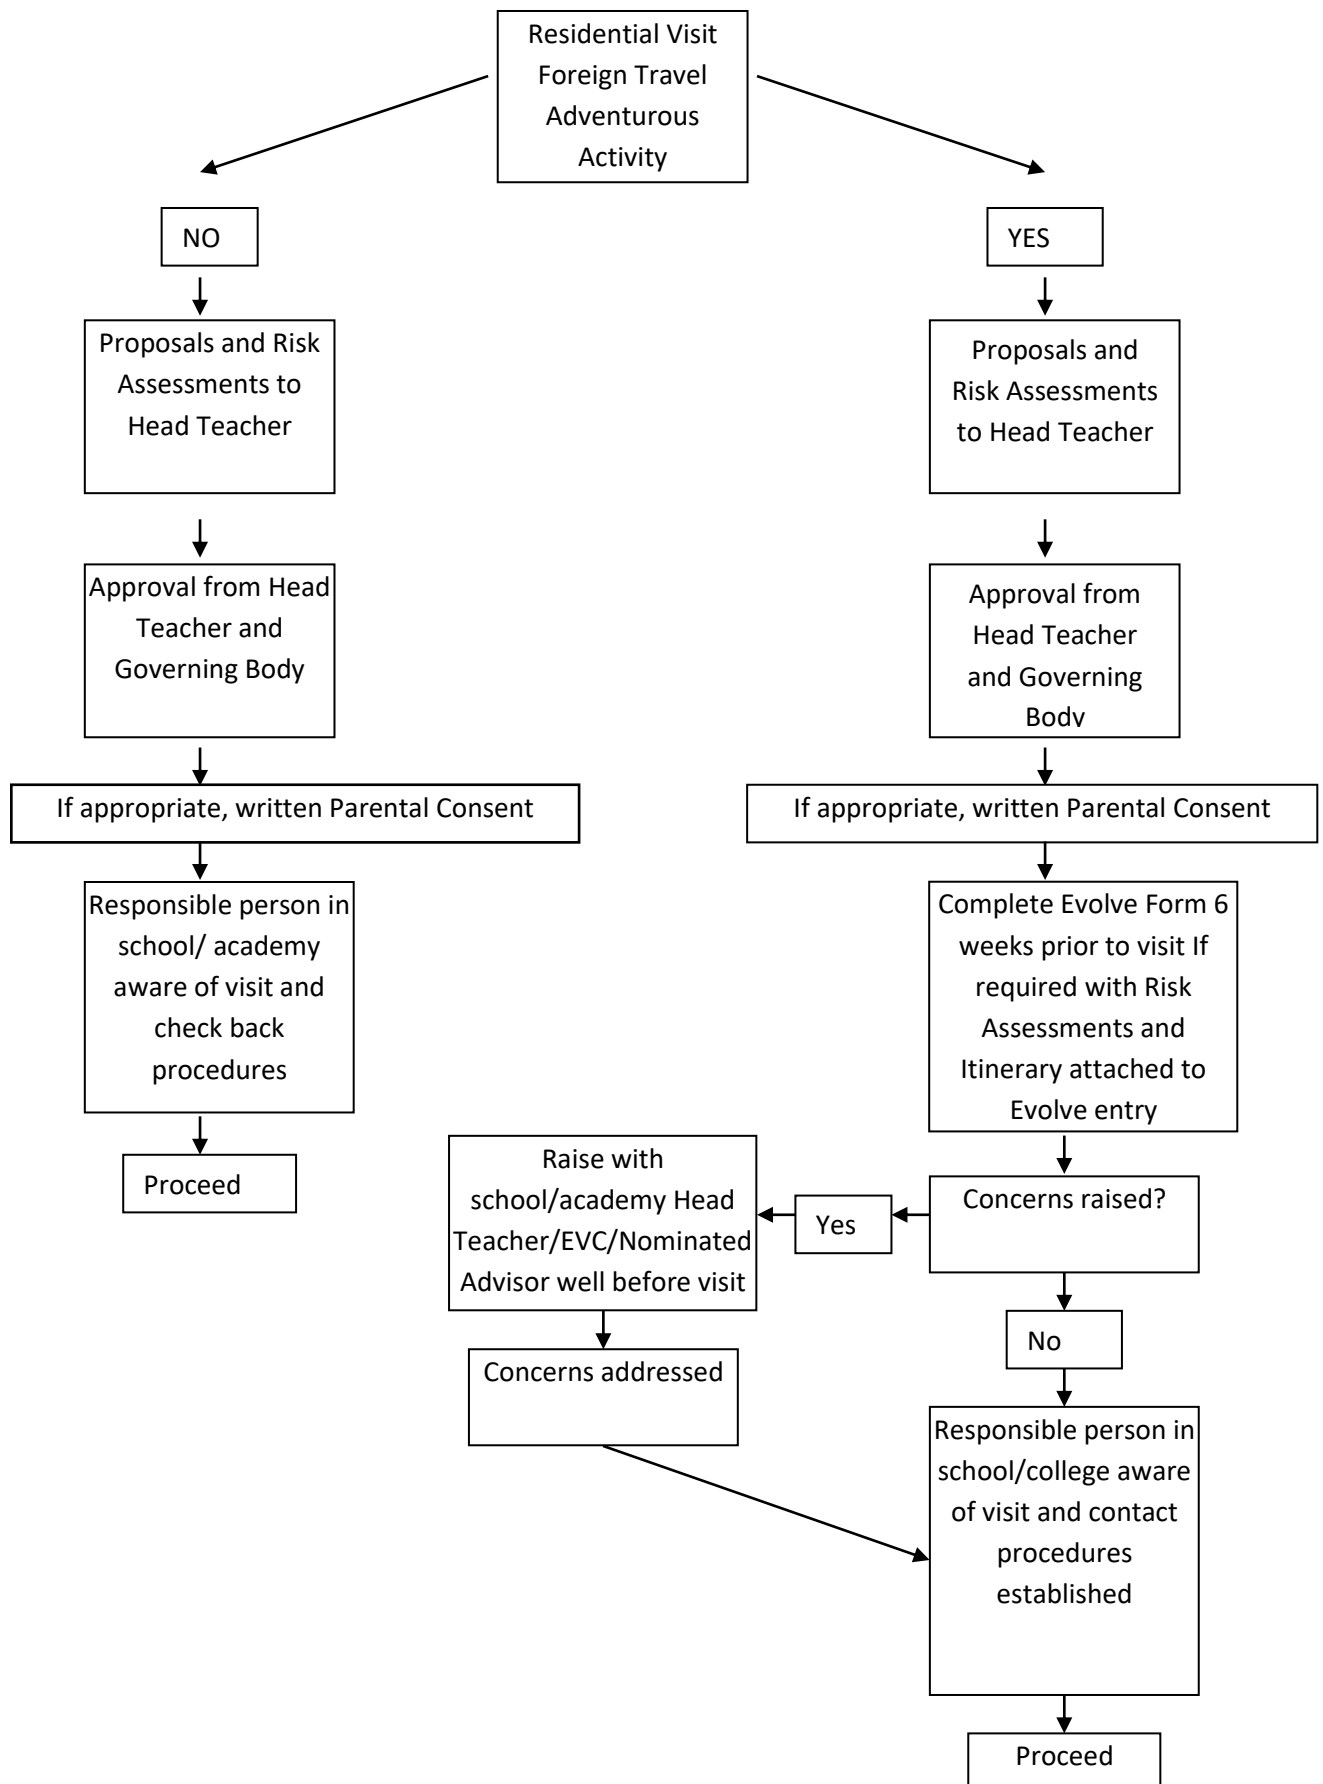 Residential Visit
Foreign Travel
Adventurous
Activity
NO
YES
Proposals and Risk
Assessments to
Head Teacher
Proposals and
Risk Assessments
to Head Teacher
Approval from Head
Teacher and
Governing Body
Approval from
Head Teacher
and Governing
Body
If appropriate, written Parental Consent
If appropriate, written Parental Consent
Responsible person in
school/ academy
aware of visit and
check back
procedures
Complete Evolve Form 6
weeks prior to visit If
required with Risk
Assessments and
Itinerary attached to
Evolve entry
Proceed
Raise with
school/academy Head
Teacher/EVC/Nominated
Advisor well before visit
Yes
Concerns raised?
No
Concerns addressed
Responsible person in
school/college aware
of visit and contact
procedures
established
Proceed